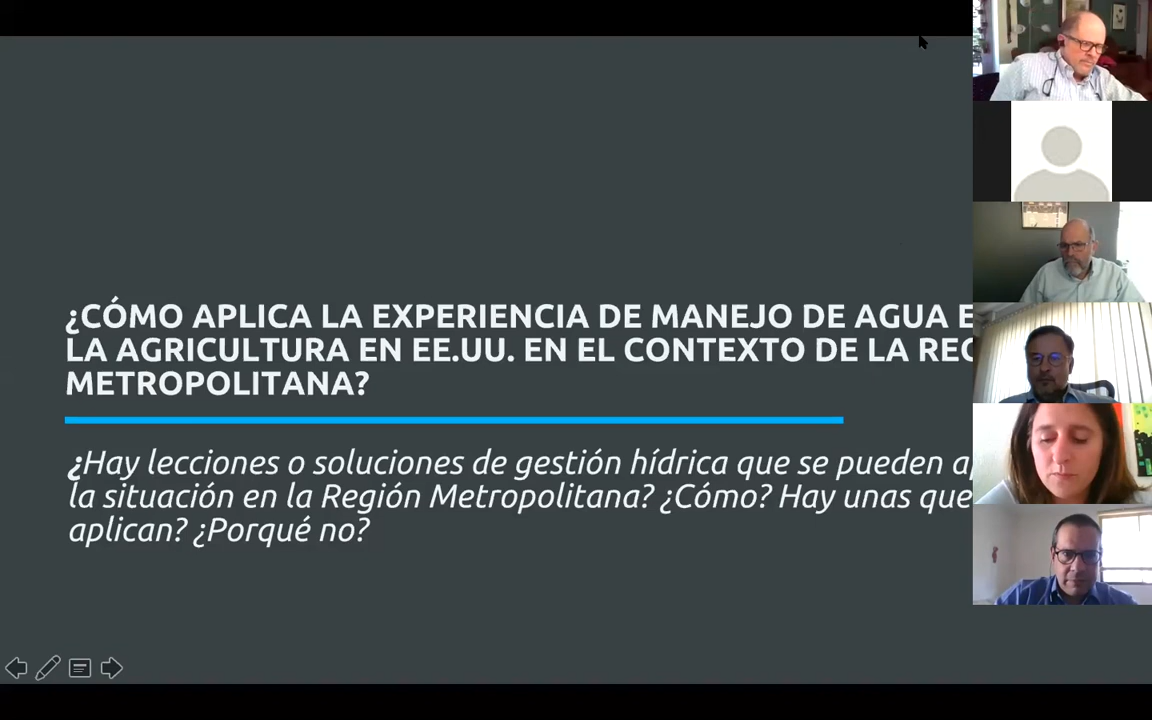 ¿CÓMO APLICA LA EXPERIENCIA DE MANEJO DE AGUA
LA AGRICULTURA EN EE.UU. EN EL CONTEXTO DE LA
METROPOLITANA?
¿Hay lecciones o soluciones de gestión hídrica que se pueden
la situación en la Región Metropolitana? ¿Cómo? Hay unas que
aplican? ¿Porqué no?